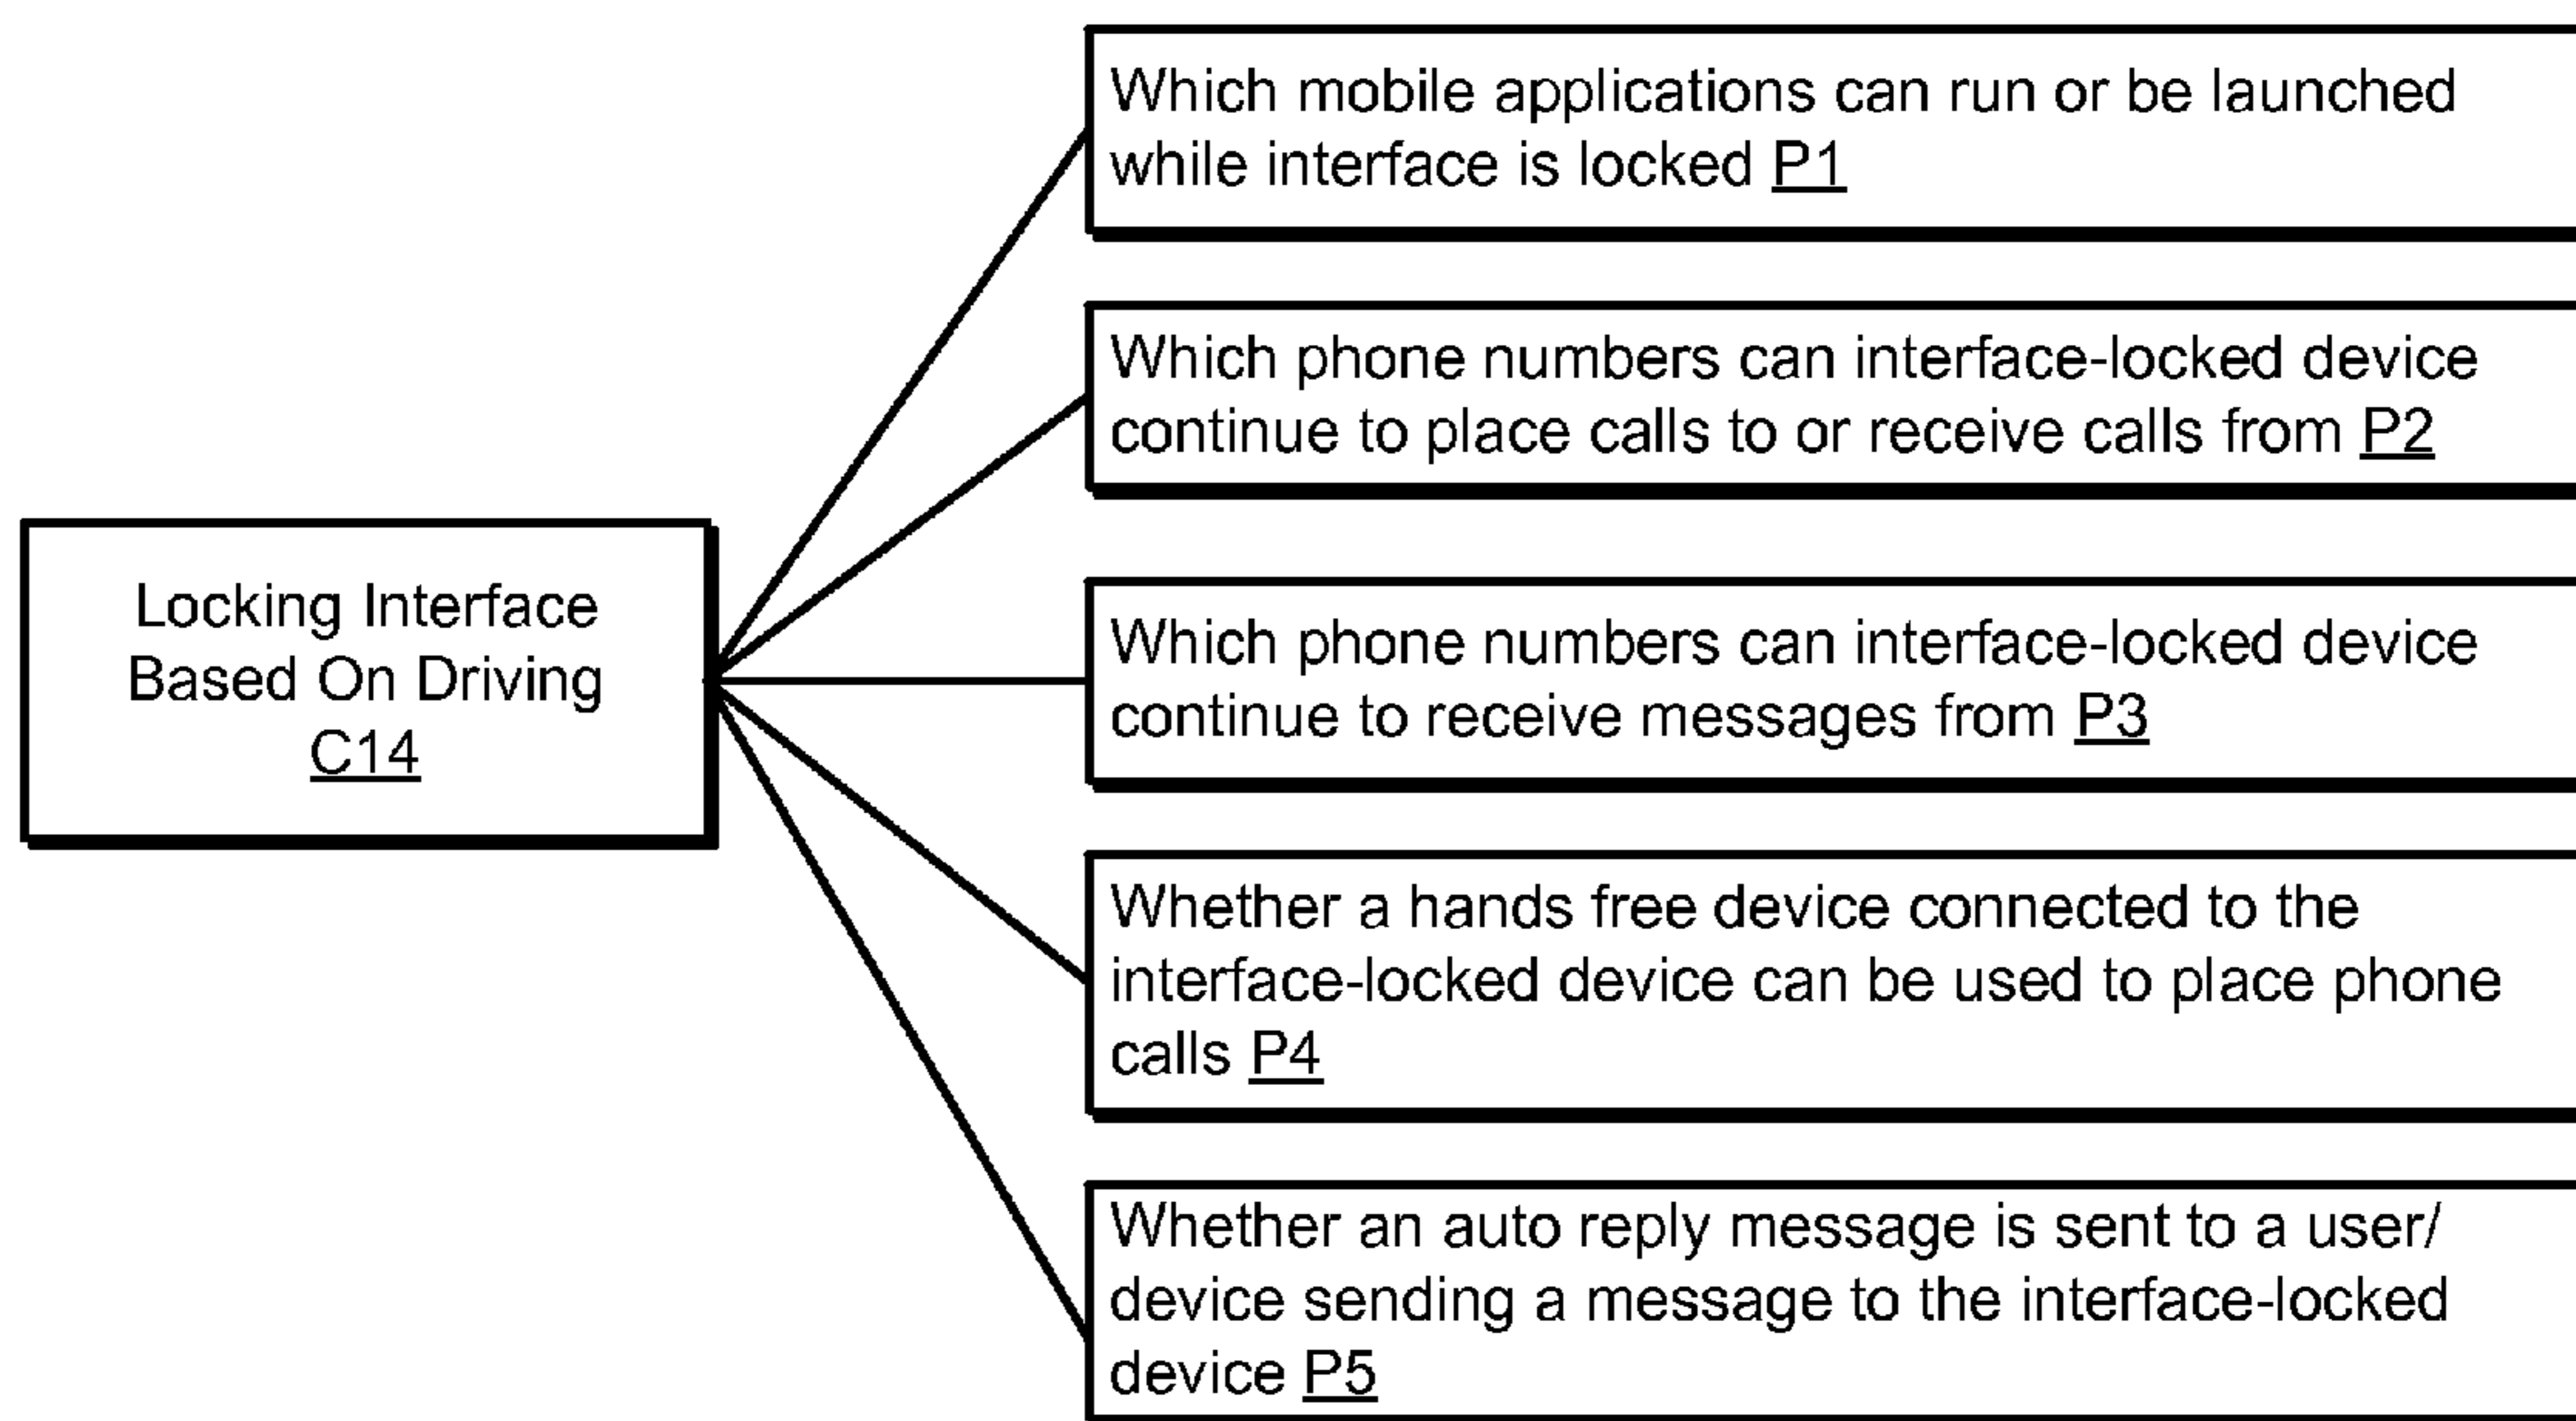 Which mobile applications can run or be launched
while interface is locked P1
Which phone numbers can interface-locked device
continue to place calls to or receive calls from P2
Locking Interface
Based On Driving
C14
Which phone numbers can interface-locked device
continue to receive messages from P3
Whether a hands free device connected to the
interface-locked device can be used to place phone
calls P4
Whether an auto reply message is sent to a user/
device sending a message to the interface-locked
device P5